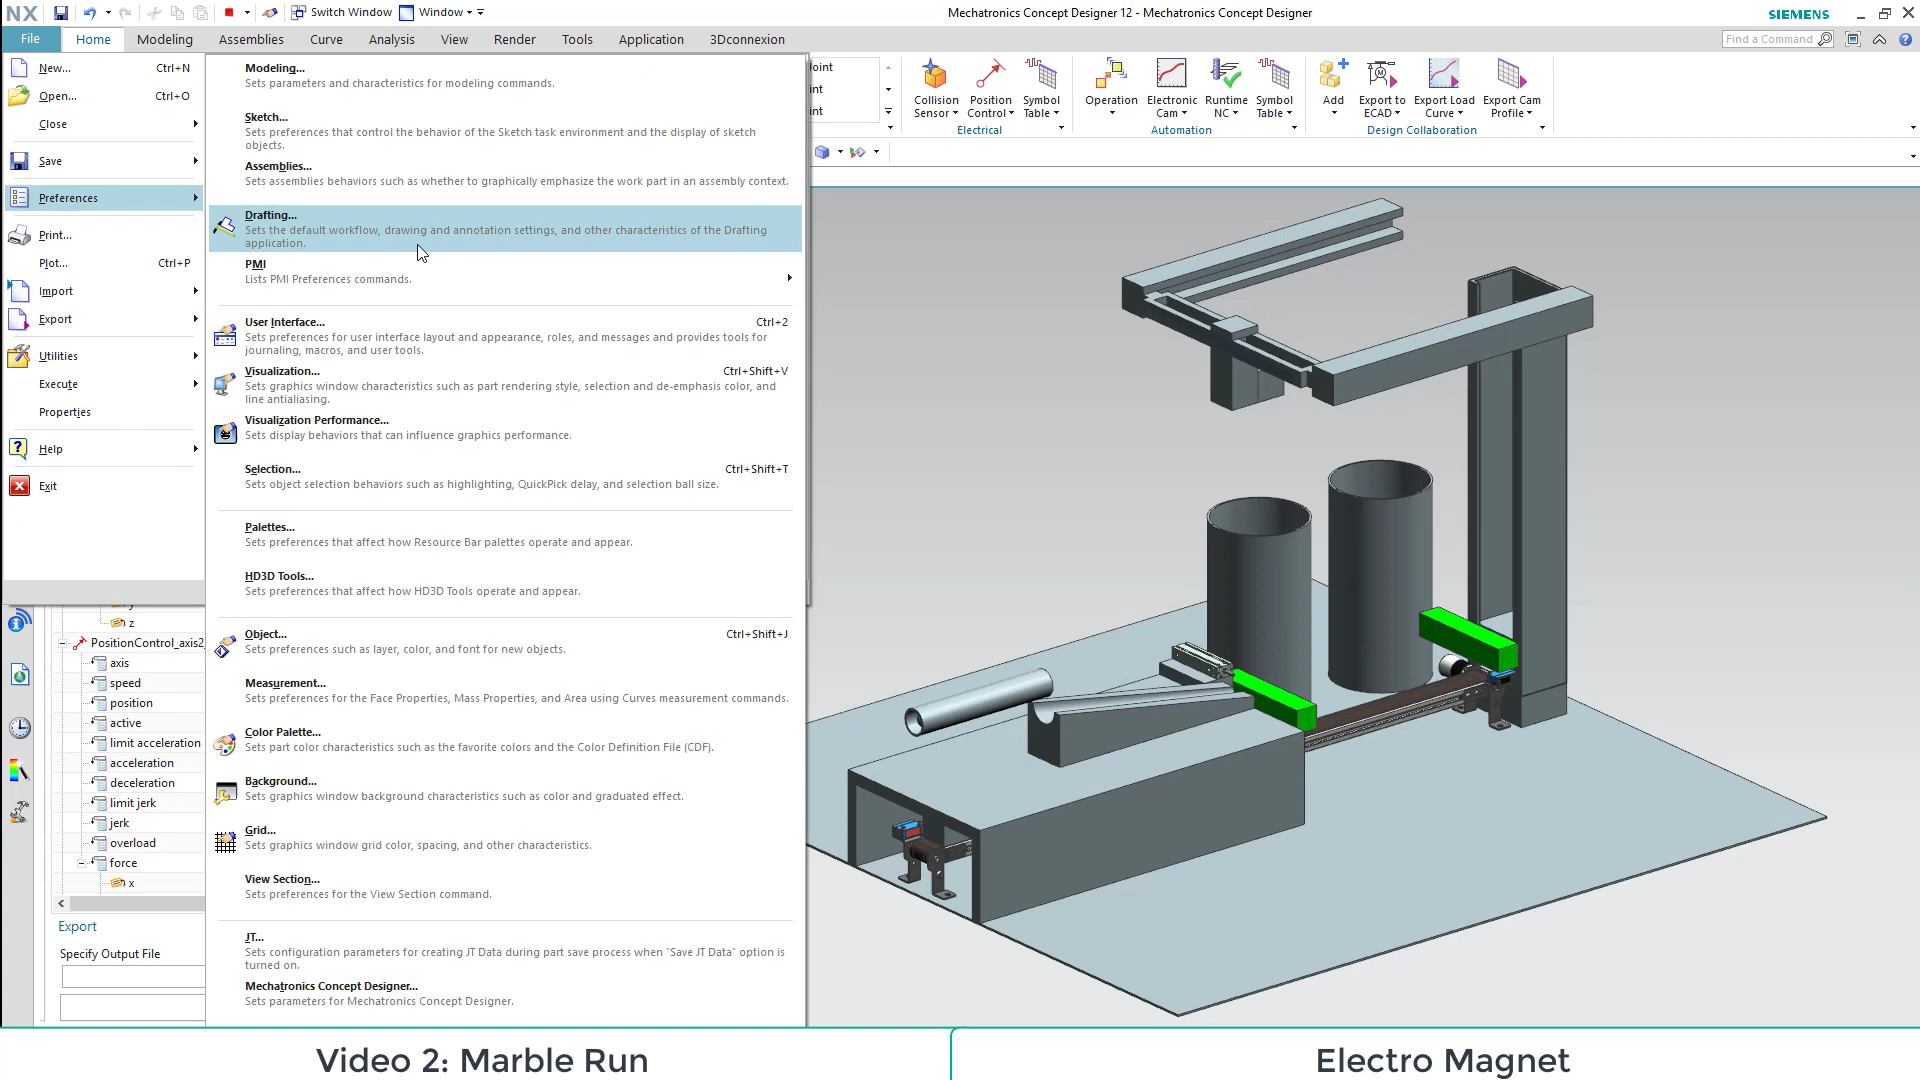 NX
Switch Window
Window
Mechatronics Concept Designer 12 - Mechatronics Concept Designer
SIEMENS
File
Home
Modeling
Assemblies
Curve
Analysis
View
Render
Tools
Application
3Dconnexion
Find a Command
New...
Ctrl+N
Open...
Ctrl+O
Close
Save
Preferences
Print...
Plot...
Ctrl+P
Import
Export
Utilities
Execute
Properties
Help
Exit
Modeling...
Sets parameters and characteristics for modeling commands.
Sketch...
Sets preferences that control the behavior of the Sketch task environment and the display of sketch
objects.
Assemblies...
Sets assemblies behaviors such as whether to graphically emphasize the work part in an assembly context.
Drafting...
Sets the default workflow, drawing and annotation settings, and other characteristics of the Drafting
application.
PMI
Lists PMI Preferences commands.
User Interface...
Ctrl+2
Sets preferences for user interface layout and appearance, roles, and messages and provides tools for
journaling, macros, and user tools.
Visualization...
Ctrl+Shift+V
Sets graphics window characteristics such as part rendering style, selection and de-emphasis color, and
line antialiasing.
Visualization Performance...
Sets display behaviors that can influence graphics performance.
Selection...
Ctrl+Shift+T
Sets object selection behaviors such as highlighting, QuickPick delay, and selection ball size.
Palettes...
Sets preferences that affect how Resource Bar palettes operate and appear.
HD3D Tools...
Sets preferences that affect how HD3D Tools operate and appear.
Object...
Ctrl+Shift+J
Sets preferences such as layer, color, and font for new objects.
Measurement...
Sets preferences for the Face Properties, Mass Properties, and Area using Curves measurement commands.
Color Palette...
Sets part color characteristics such as the favorite colors and the Color Definition File (CDF).
Background...
Sets graphics window background characteristics such as color and graduated effect.
Grid...
Sets graphics window grid color, spacing, and other characteristics.
View Section...
Sets preferences for the View Section command.
JT...
Sets configuration parameters for creating JT Data during part save process when "Save JT Data" option is
turned on.
Mechatronics Concept Designer...
Sets parameters for Mechatronics Concept Designer.
oint
int
int
Collision
Sensor
Position
Control
Symbol
Table
Electrical
Operation
Electronic
Cam
Runtime
NC
Symbol
Table
Automation
Add
Export to
ECAD
Export Load
Curve
Export Cam
Profile
Design Collaboration
z
PositionControl_axis2_
axis
speed
position
active
limit acceleration
acceleration
deceleration
limit jerk
jerk
overload
force
x
Export
Specify Output File
Video 2: Marble Run
Electro Magnet